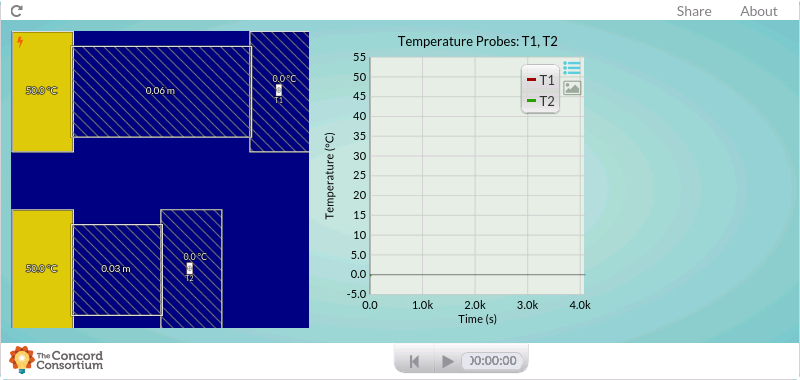 Share
About
50.0 °C
0.06 m
0.0 °C
T1
50.0 °C
0.03 m
0.0 °C
T2
Temperature Probes: T1, T2
T1
T2
Temperature (°C)
55
50
45
40
35
30
25
20
15
10
5.0
0.0
-5.0
0.0 1.0k 2.0k 3.0k 4.0k
Time (s)
The Concord
Consortium
00:00:00